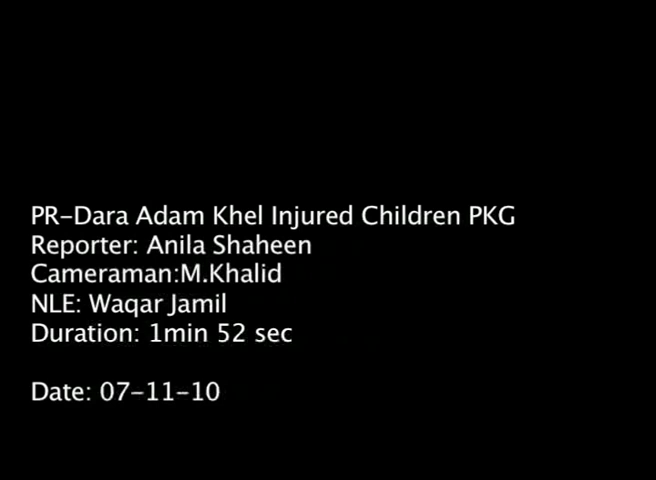 PR-Dara Adam Khel Injured Children PKG
Reporter: Anila Shaheen
Cameraman:M.Khalid
NLE: Waqar Jamil
Duration: 1min 52 sec
Date: 07-11-10